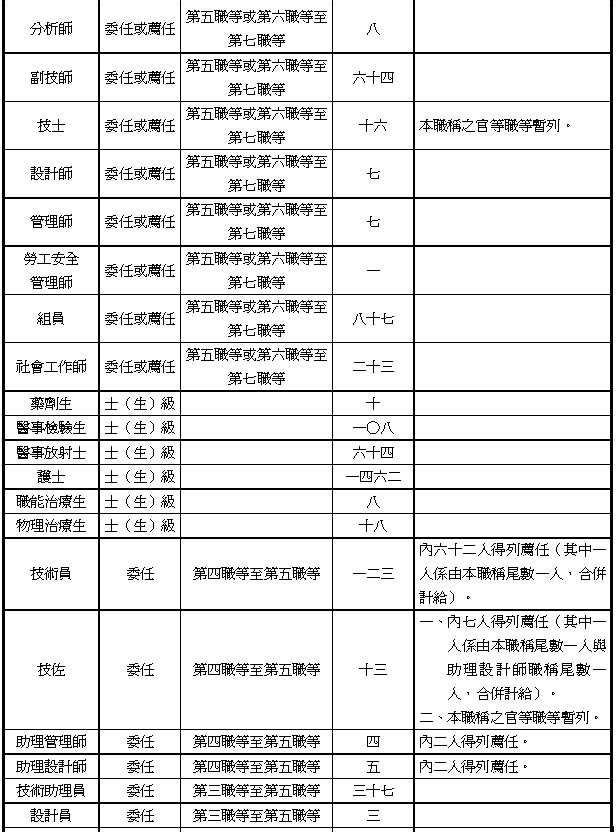 分析師 委任或薦任 第五職等或第六職等至第七職等 八
副技師 委任或薦任 第五職等或第六職等至第七職等 六十四
技士 委任或薦任 第五職等或第六職等至第七職等 十六 本職稱之官等職等暫列。
設計師 委任或薦任 第五職等或第六職等至第七職等 七
管理師 委任或薦任 第五職等或第六職等至第七職等 七
勞工安全管理師 委任或薦任 第五職等或第六職等至第七職等 一
組員 委任或薦任 第五職等或第六職等至第七職等 八十七
社會工作師 委任或薦任 第五職等或第六職等至第七職等 二十三
藥劑生 士（生）級 十
醫事檢驗生 士（生）級 一〇八
醫事放射士 士（生）級 六十四
護士 士（生）級 一四六二
職能治療生 士（生）級 八
物理治療生 士（生）級 十八
技術員 委任 第四職等至第五職等 一二三 內六十二人得列薦任（其中一
人係由本職稱尾數一人，合併
計給）。
技佐 委任 第四職等至第五職等 十三 一、內七人得列薦任（其中一
人係由本職稱尾數一人與
助理設計師職稱尾數一
人，合併計給）。
二、本職稱之官等職等暫列。
助理管理師 委任 第四職等至第五職等 四 內二人得列薦任。
助理設計師 委任 第四職等至第五職等 五 內二人得列薦任。
技術助理員 委任 第三職等至第五職等 三十七
設計員 委任 第三職等至第五職等 三